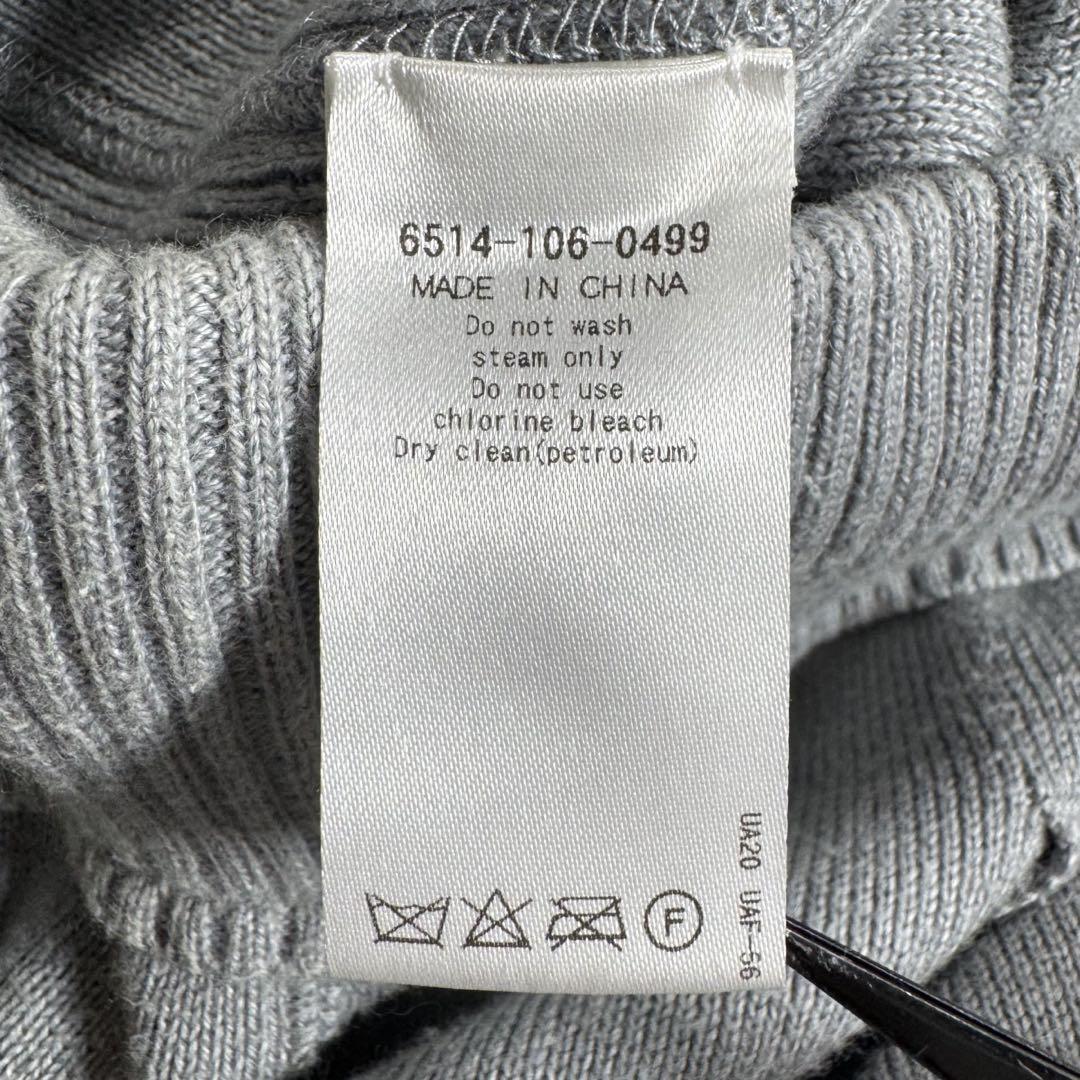 6514-106-0499
MADE IN CHINA
Do not wash
steam only
Do not use
chlorine bleach
Dry clean(petroleum)
UA20 UAF-56
F